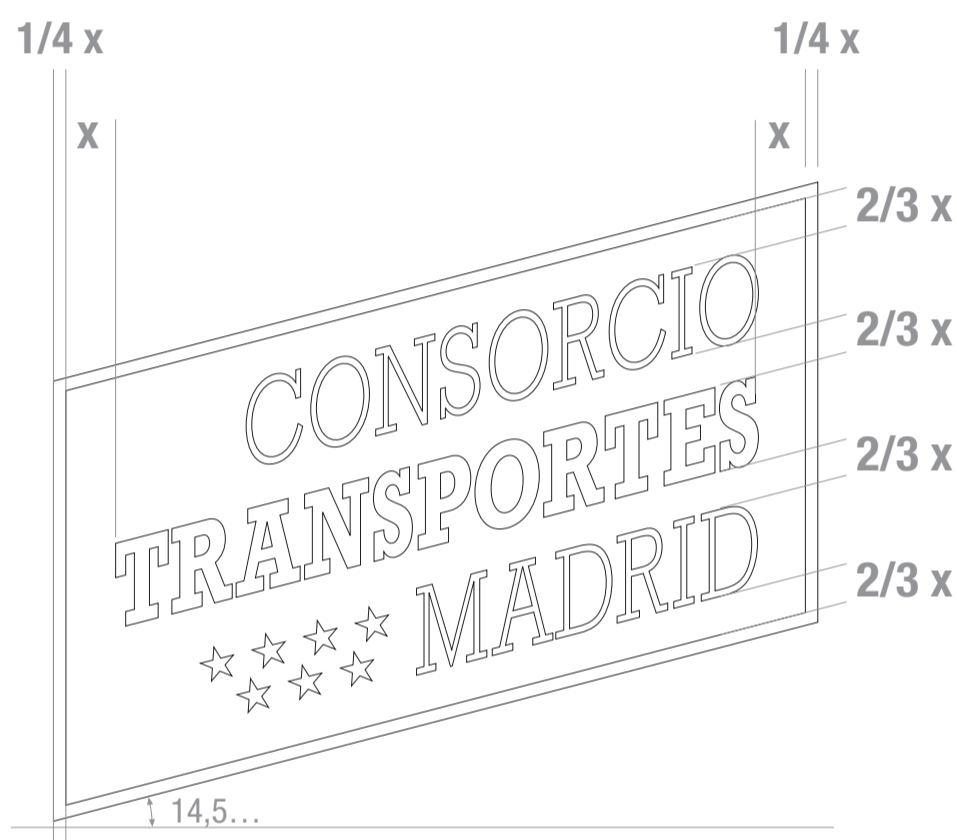 1/4 x 1/4 x
x x
2/3 x
CONSORCIO
2/3 x
TRANSPORTES
2/3 x
MADRID
2/3 x
14,5…